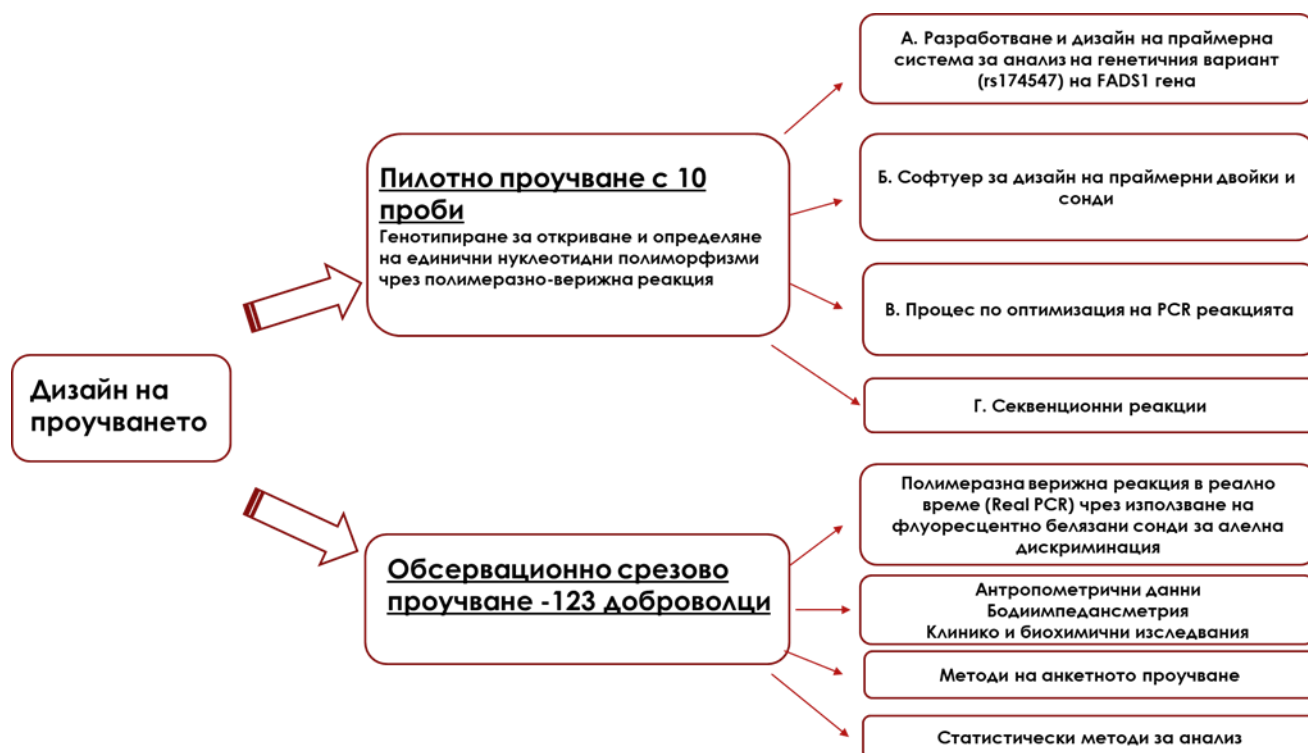 Дизайн на
проучването
Пилотно проучване с 10
проби
Генотипиране за откриване и определяне
на единични нуклеотидни полиморфизми
чрез полимеразно-верижна реакция
А. Разработване и дизайн на праймерна
система за анализ на генетичния вариант
(rs174547) на FADS1 гена
Б. Софтуер за дизайн на праймерни двойки и
сонди
В. Процес по оптимизация на PCR реакцията
Г. Секвенционни реакции
Обсервационно срезово
проучване -123 доброволци
Полимеразна верижна реакция в реално
време (Real PCR) чрез използване на
флуоресцентно белязани сонди за алелна
дискриминация
Антропометрични данни
Бодиимпедансметрия
Клинико и биохимични изследвания
Методи на анкетното проучване
Статистически методи за анализ